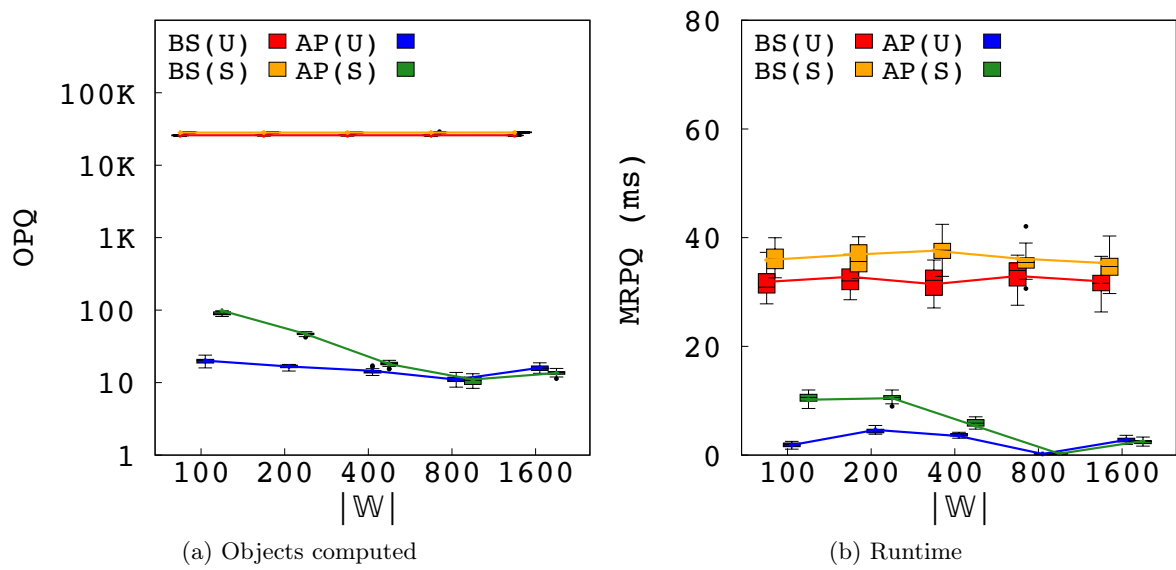 BS(U) AP(U)
BS(S) AP(S)
100K
10K
1K
100
10
1
OPQ
100 200 400 800 1600
|𝕎|
(a) Objects computed
BS(U) AP(U)
BS(S) AP(S)
80
60
40
20
0
MRPQ (ms)
100 200 400 800 1600
|𝕎|
(b) Runtime